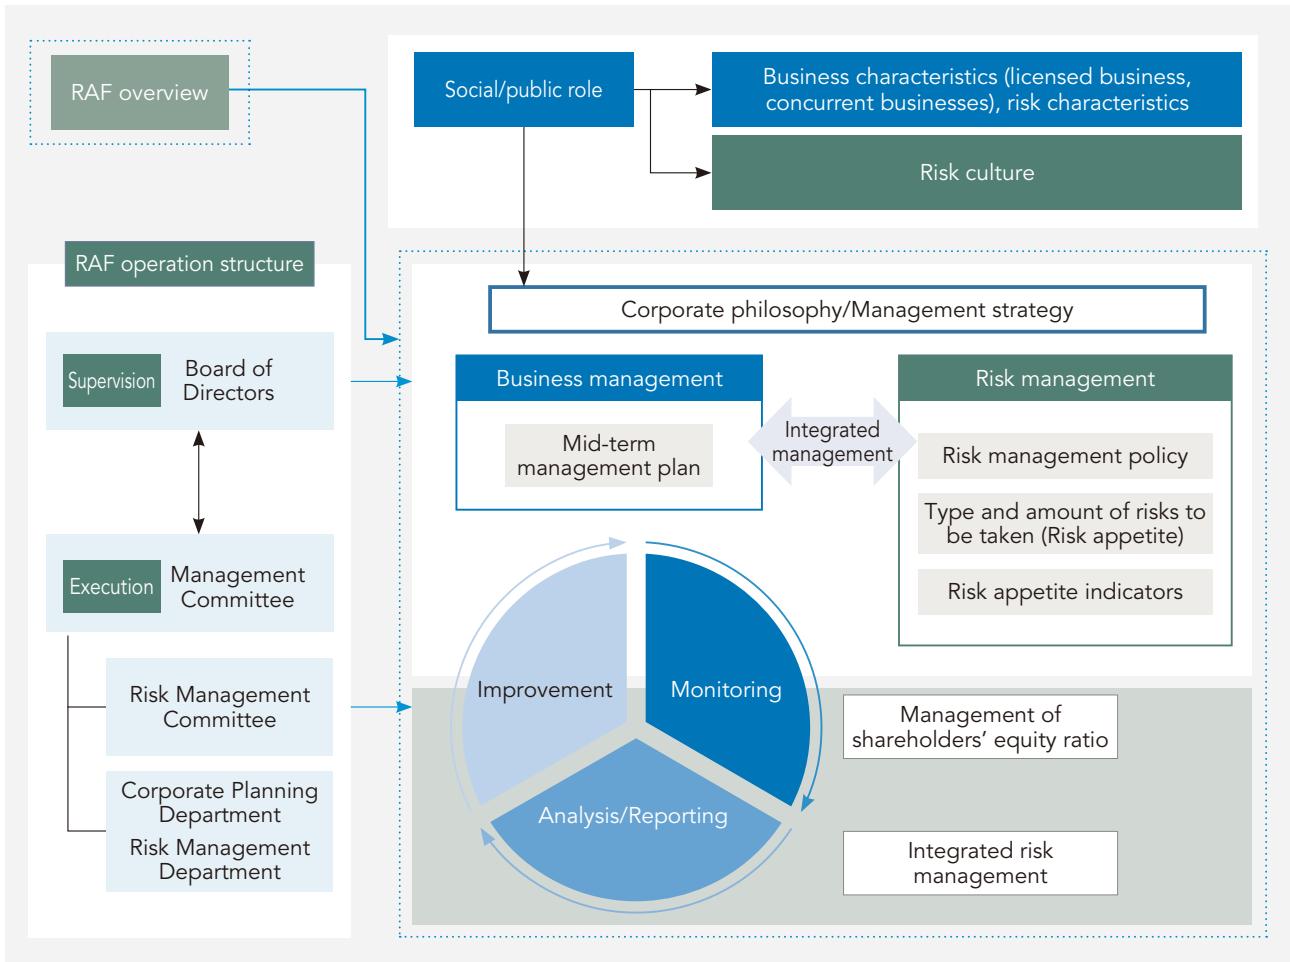 RAF overview
Social/public role
Business characteristics (licensed business,
concurrent businesses), risk characteristics
Risk culture
RAF operation structure
Supervision
Board of
Directors
Execution
Management
Committee
Risk Management
Committee
Corporate Planning
Department
Risk Management
Department
Corporate philosophy/Management strategy
Business management
Mid-term
management plan
Integrated
management
Risk management
Risk management policy
Type and amount of risks to
be taken (Risk appetite)
Risk appetite indicators
Improvement
Monitoring
Analysis/Reporting
Management of
shareholders’ equity ratio
Integrated risk
management